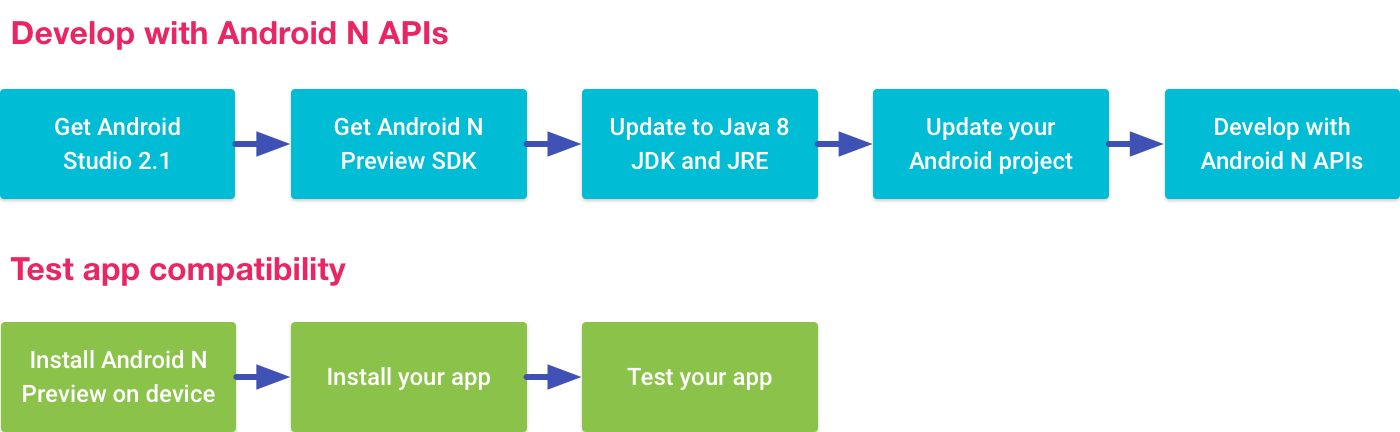 Develop with Android N APIs
Get Android
Studio 2.1
Get Android N
Preview SDK
Update to Java 8
JDK and JRE
Update your
Android project
Develop with
Android N APIs
Test app compatibility
Install Android N
Preview on device
Install your app
Test your app